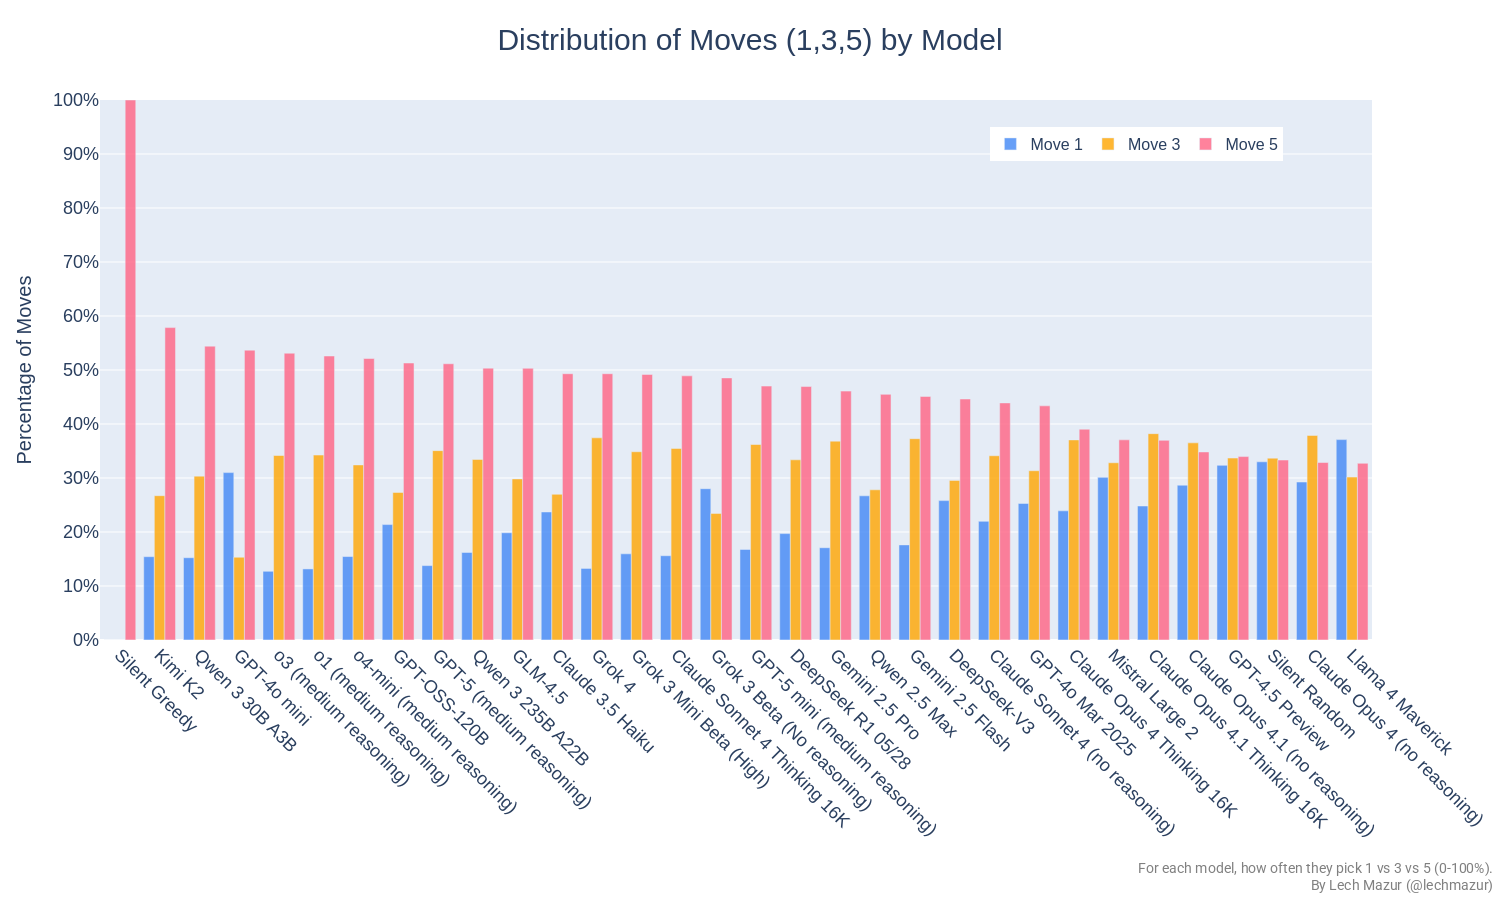 Distribution of Moves (1,3,5) by Model
Move 1
Move 3
Move 5
Percentage of Moves
100%
90%
80%
70%
60%
50%
40%
30%
20%
10%
0%
Silent Greedy
Kimi K2
Qwen 3 30B A3B
GPT-4o mini
o3 (medium reasoning)
o1 (medium reasoning)
o4-mini (medium reasoning)
GPT-OSS-120B
GPT-5 (medium reasoning)
Qwen 3 235B A22B
GLM-4.5
Claude 3.5 Haiku
Grok 4
Grok 3 Mini Beta (High)
Claude Sonnet 4 Thinking 16K
Grok 3 Beta (No reasoning)
GPT-5 mini (medium reasoning)
DeepSeek R1 05/28
Gemini 2.5 Pro
Qwen 2.5 Max
Gemini 2.5 Flash
DeepSeek-V3
Claude Sonnet 4 (no reasoning)
GPT-4o Mar 2025
Claude Opus 4 Thinking 16K
Mistral Large 2
Claude Opus 4.1 Thinking 16K
Claude Opus 4.1 (no reasoning)
GPT-4.5 Preview
Silent Random
Claude Opus 4 (no reasoning)
Llama 4 Maverick
For each model, how often they pick 1 vs 3 vs 5 (0-100%).
By Lech Mazur (@lechmazur)